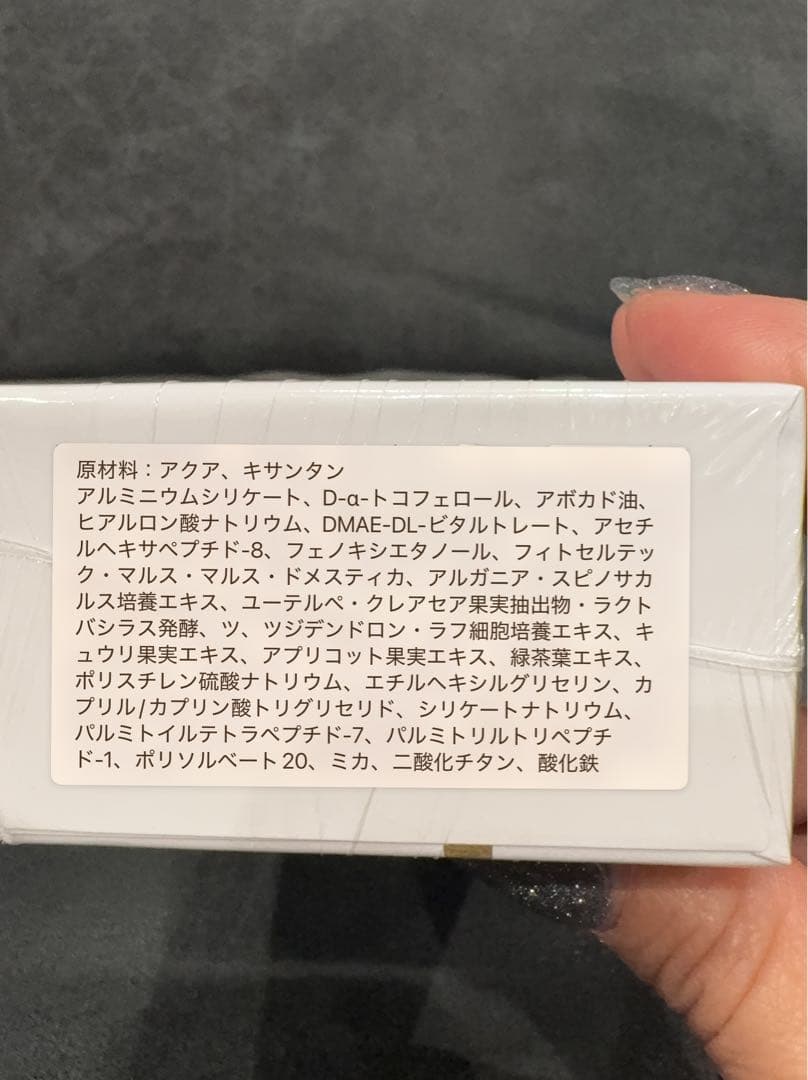 原材料：アクア、キサンタン
アルミニウムシリケート、D-α-トコフェロール、アボカド油、
ヒアルロン酸ナトリウム、DMAE-DL-ビタルトレート、アセチ
ルヘキサペプチド-8、フェノキシエタノール、フィトセルテッ
ク・マルス・マルス・ドメスティカ、アルガニア・スピノサカ
ルス培養エキス、ユーテルペ・クレアセア果実抽出物・ラクト
バシラス発酵、ツ、ツジデンドロン・ラフ細胞培養エキス、キ
ュウリ果実エキス、アプリコット果実エキス、緑茶葉エキス、
ポリスチレン硫酸ナトリウム、エチルヘキシルグリセリン、カ
プリル/カプリン酸トリグリセリド、シリケートナトリウム、
パルミトイルテトラペプチド-7、パルミトリルトリペプチ
ド-1、ポリソルベート20、ミカ、二酸化チタン、酸化鉄